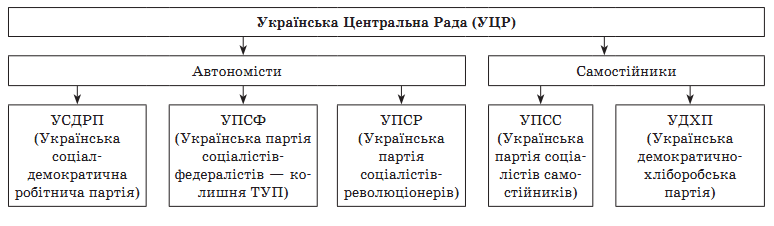 Українська Центральна Рада (УЦР)
Автономісти
Самостійники
УСДРП
(Українська
соціал-
демократична
робітнича партія)
УПСФ
(Українська партія
соціалістів-
федералістів — ко-
лишня ТУП)
УПСР
(Українська
партія
соціалістів-
революціонерів)
УПСС
(Українська
партія соціа-
лістів само-
стійників)
УДХП
(Українська
демократично-
хліборобська
партія)